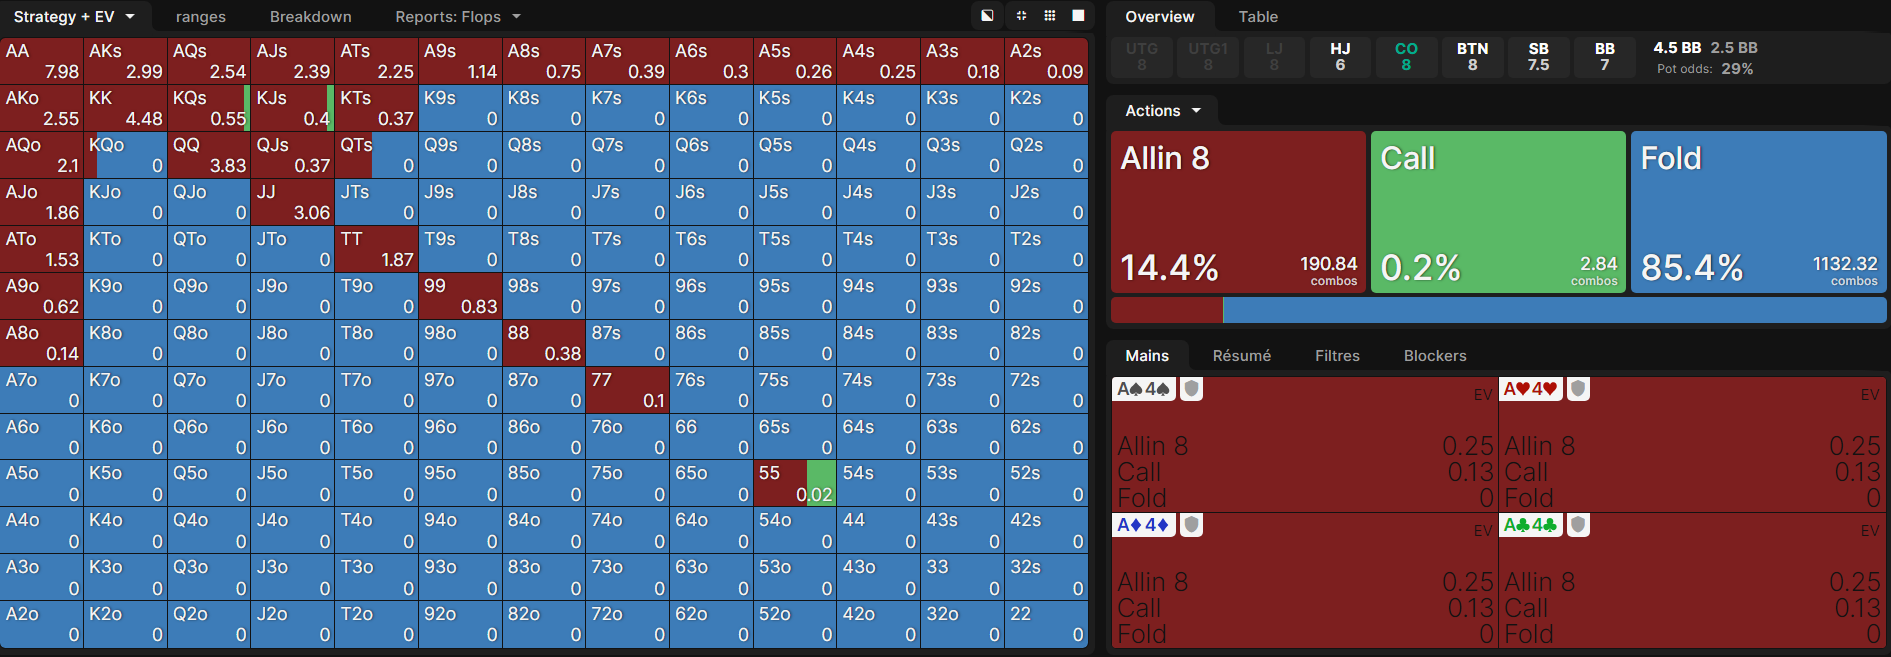 Strategy + EV ranges Breakdown Reports: Flops
AA AKs AQs AJs ATs A9s A8s A7s A6s A5s A4s A3s A2s
7.98 2.99 2.54 2.39 2.25 1.14 0.75 0.39 0.3 0.26 0.25 0.18 0.09
AKo KK KQs KJs KTs K9s K8s K7s K6s K5s K4s K3s K2s
2.55 4.48 0.55 0.4 0.37 0 0 0 0 0 0 0 0
AQo KQo QQ QJs QTs Q9s Q8s Q7s Q6s Q5s Q4s Q3s Q2s
2.1 0 3.83 0.37 0 0 0 0 0 0 0 0 0
AJo KJo QJo JJ JTs J9s J8s J7s J6s J5s J4s J3s J2s
1.86 0 0 3.06 0 0 0 0 0 0 0 0 0
ATo KTo QTo JTo TT T9s T8s T7s T6s T5s T4s T3s T2s
1.53 0 0 0 1.87 0 0 0 0 0 0 0 0
A9o K9o Q9o J9o T9o 99 98s 97s 96s 95s 94s 93s 92s
0.62 0 0 0 0 0.83 0 0 0 0 0 0 0
A8o K8o Q8o J8o T8o 98o 88 87s 86s 85s 84s 83s 82s
0.14 0 0 0 0 0 0.38 0 0 0 0 0 0
A7o K7o Q7o J7o T7o 97o 87o 77 76s 75s 74s 73s 72s
0 0 0 0 0 0 0 0.1 0 0 0 0 0
A6o K6o Q6o J6o T6o 96o 86o 76o 66 65s 64s 63s 62s
0 0 0 0 0 0 0 0 0 0 0 0 0
A5o K5o Q5o J5o T5o 95o 85o 75o 65o 55 54s 53s 52s
0 0 0 0 0 0 0 0 0 0.02 0 0 0
A4o K4o Q4o J4o T4o 94o 84o 74o 64o 54o 44 43s 42s
0 0 0 0 0 0 0 0 0 0 0 0 0
A3o K3o Q3o J3o T3o 93o 83o 73o 63o 53o 43o 33 32s
0 0 0 0 0 0 0 0 0 0 0 0 0
A2o K2o Q2o J2o T2o 92o 82o 72o 62o 52o 42o 32o 22
0 0 0 0 0 0 0 0 0 0 0 0 0
Overview Table
UTG UTG1 LJ HJ CO BTN SB BB 4.5 BB 2.5 BB
8 8 8 6 8 8 7.5 7 Pot odds: 29%
Actions
Allin 8 Call Fold
14.4% 190.84 combos 0.2% 2.84 combos 85.4% 1132.32 combos
Mains Résumé Filtres Blockers
A♠4♠ EV A♥4♥ EV
Allin 8 0.25 Allin 8 0.25
Call 0.13 Call 0.13
Fold 0 Fold 0
A♦4♦ EV A♣4♣ EV
Allin 8 0.25 Allin 8 0.25
Call 0.13 Call 0.13
Fold 0 Fold 0